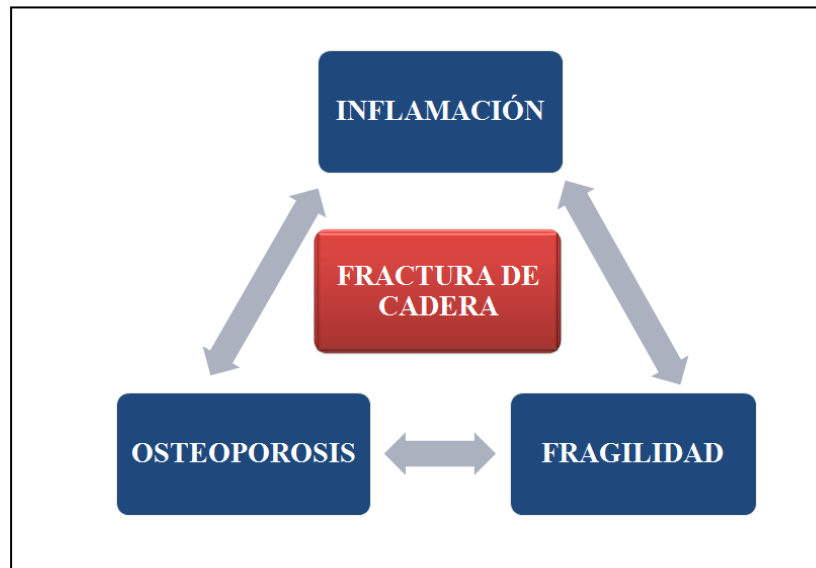 INFLAMACIÓN
FRACTURA DE
CADERA
OSTEOPOROSIS
FRAGILIDAD